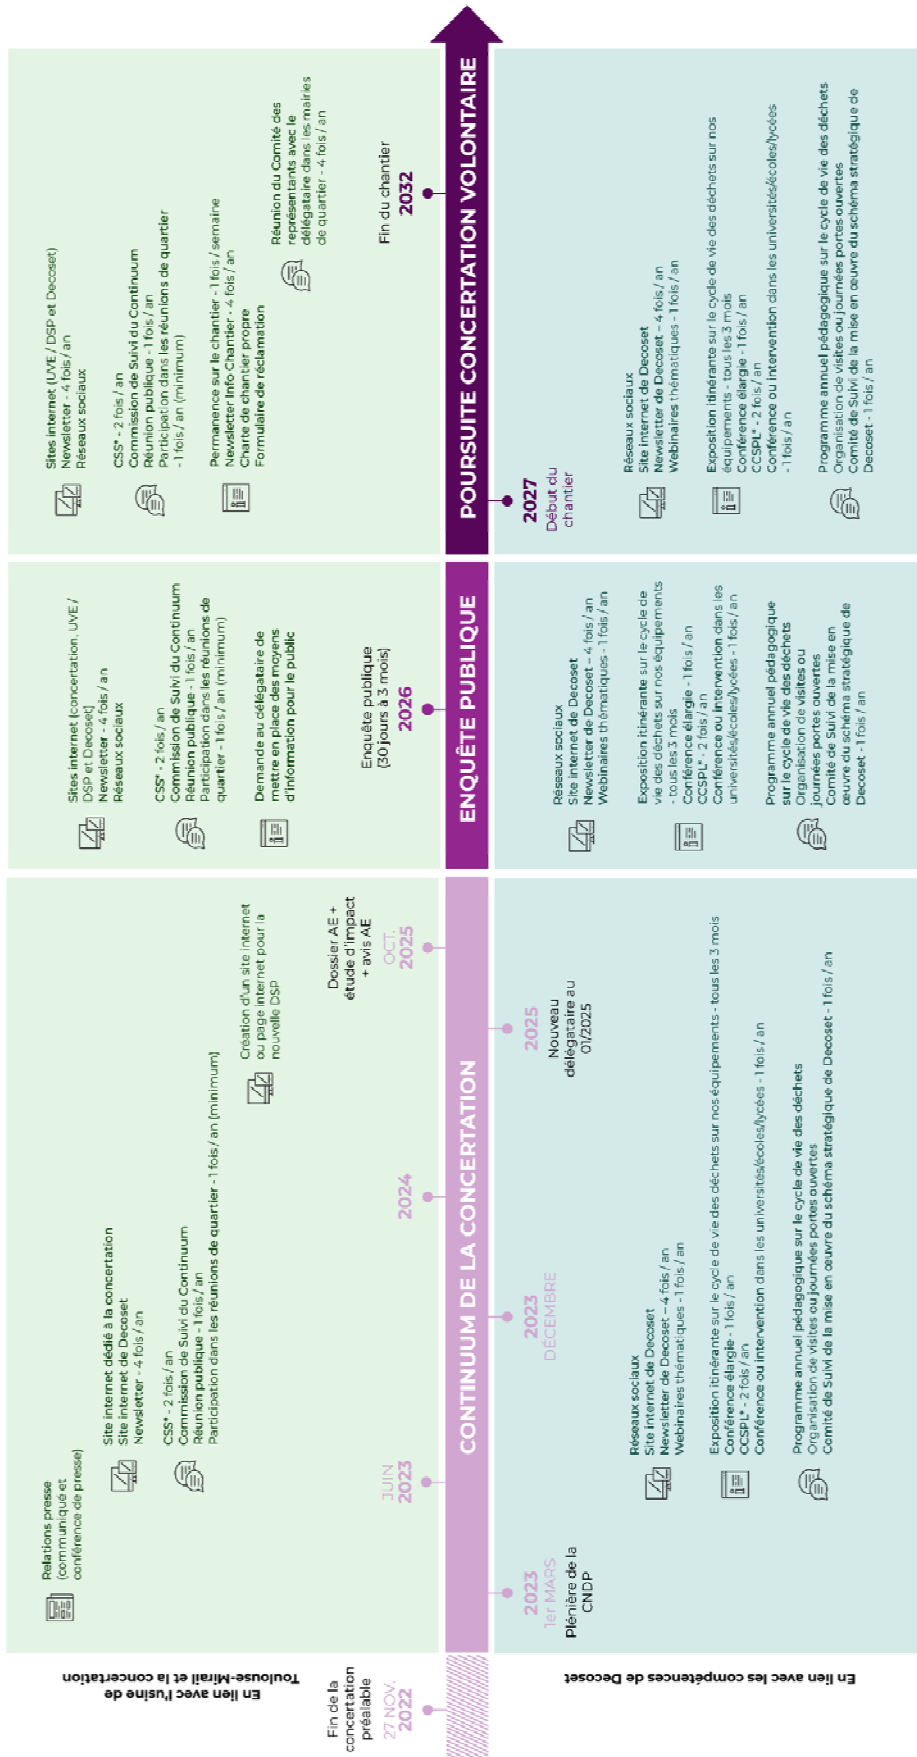 En lien avec l'usine de
Toulouse-Mirail et la concertation
En lien avec les compétences de Decoset
Fin de la
concertation
préalable
27 NOV.
2022
CONTINUUM DE LA CONCERTATION
Relations presse
(communiqué et
conférence de presse)
Site internet dédié à la concertation
Site internet de Decoset
Newsletter - 4 fois / an
CSS* - 2 fois / an
Commission de Suivi du Continuum
Réunion publique - 1 fois / an
Participation dans les réunions de quartier - 1 fois / an (minimum)
Création d'un site internet
ou page internet pour la
nouvelle DSP
JUIN
2023
2024
Dossier AE +
étude d'impact
+ avis AE
OCT.
2025
2023
1er MARS
Plénière de la
CNDP
2023
DÉCEMBRE
2025
Nouveau
délégataire au
01/2025
Réseaux sociaux
Site internet de Decoset
Newsletter de Decoset – 4 fois / an
Webinaires thématiques - 1 fois / an
Exposition itinérante sur le cycle de vie des déchets sur nos équipements - tous les 3 mois
Conférence élargie - 1 fois / an
CCSPL* - 2 fois / an
Conférence ou intervention dans les universités/écoles/lycées - 1 fois / an
Programme annuel pédagogique sur le cycle de vie des déchets
Organisation de visites ou journées portes ouvertes
Comité de Suivi de la mise en œuvre du schéma stratégique de Decoset - 1 fois / an
ENQUÊTE PUBLIQUE
Sites internet (concertation, UVE /
DSP et Decoset)
Newsletter - 4 fois / an
Réseaux sociaux
CSS* - 2 fois / an
Commission de Suivi du Continuum
Réunion publique - 1 fois / an
Participation dans les réunions de
quartier - 1 fois / an (minimum)
Demande au délégataire de
mettre en place des moyens
d'information pour le public
Enquête publique
(30 jours à 3 mois)
2026
Réseaux sociaux
Site internet de Decoset
Newsletter de Decoset – 4 fois / an
Webinaires thématiques - 1 fois / an
Exposition itinérante sur le cycle de
vie des déchets sur nos équipements
- tous les 3 mois
Conférence élargie - 1 fois / an
CCSPL* - 2 fois / an
Conférence ou intervention dans les
universités/écoles/lycées - 1 fois / an
Programme annuel pédagogique
sur le cycle de vie des déchets
Organisation de visites ou
journées portes ouvertes
Comité de Suivi de la mise en
œuvre du schéma stratégique de
Decoset - 1 fois / an
POURSUITE CONCERTATION VOLONTAIRE
Sites internet (UVE / DSP et Decoset)
Newsletter - 4 fois / an
Réseaux sociaux
CSS* - 2 fois / an
Commission de Suivi du Continuum
Réunion publique - 1 fois / an
Participation dans les réunions de quartier
- 1 fois / an (minimum)
Permanence sur le chantier - 1 fois / semaine
Newsletter Info-Chantier - 4 fois / an
Charte de chantier propre
Formulaire de réclamation
Réunion du Comité des
représentants avec le
délégataire dans les mairies
de quartier - 4 fois / an
Fin du chantier
2032
2027
Début du
chantier
Réseaux sociaux
Site internet de Decoset
Newsletter de Decoset – 4 fois / an
Webinaires thématiques - 1 fois / an
Exposition itinérante sur le cycle de vie des déchets sur nos
équipements - tous les 3 mois
Conférence élargie - 1 fois / an
CCSPL* - 2 fois / an
Conférence ou intervention dans les universités/écoles/lycées
- 1 fois / an
Programme annuel pédagogique sur le cycle de vie des déchets
Organisation de visites ou journées portes ouvertes
Comité de Suivi de la mise en œuvre du schéma stratégique de
Decoset - 1 fois / an